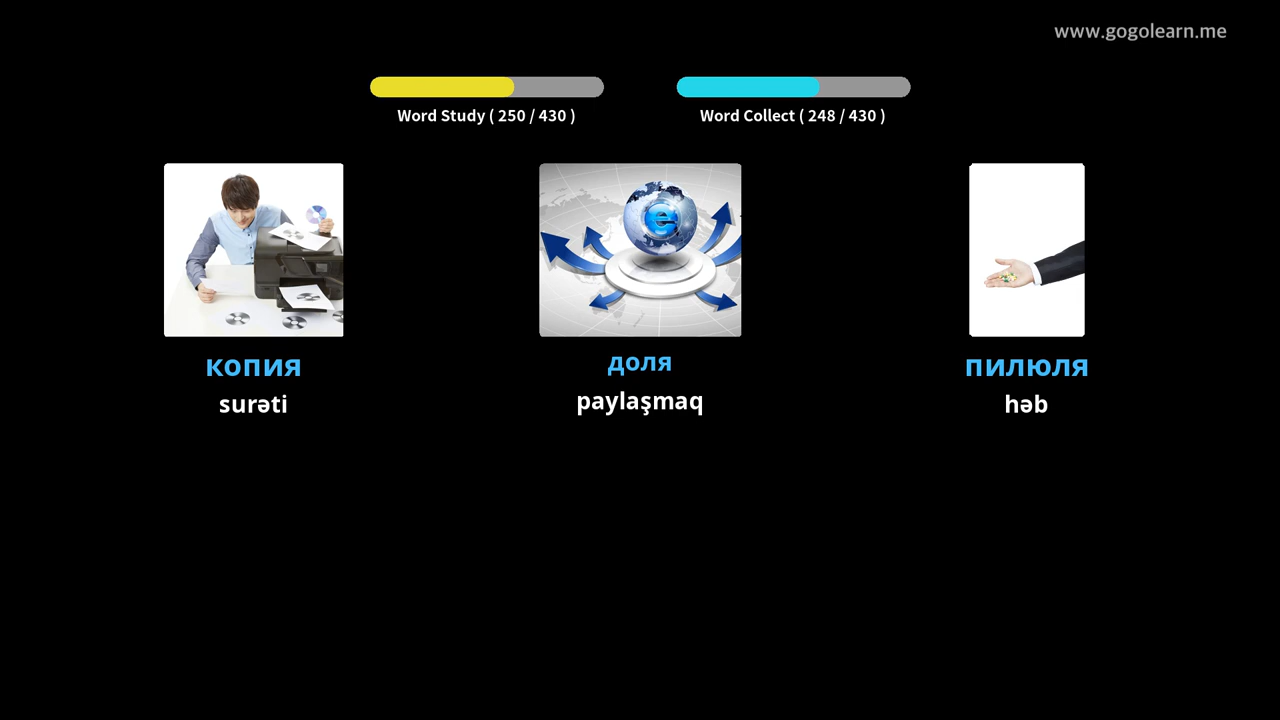 www.gogolearn.me
Word Study ( 250 / 430 )
Word Collect ( 248 / 430 )
e
копия
доля
пилюля
surəti
paylaşmaq
həb